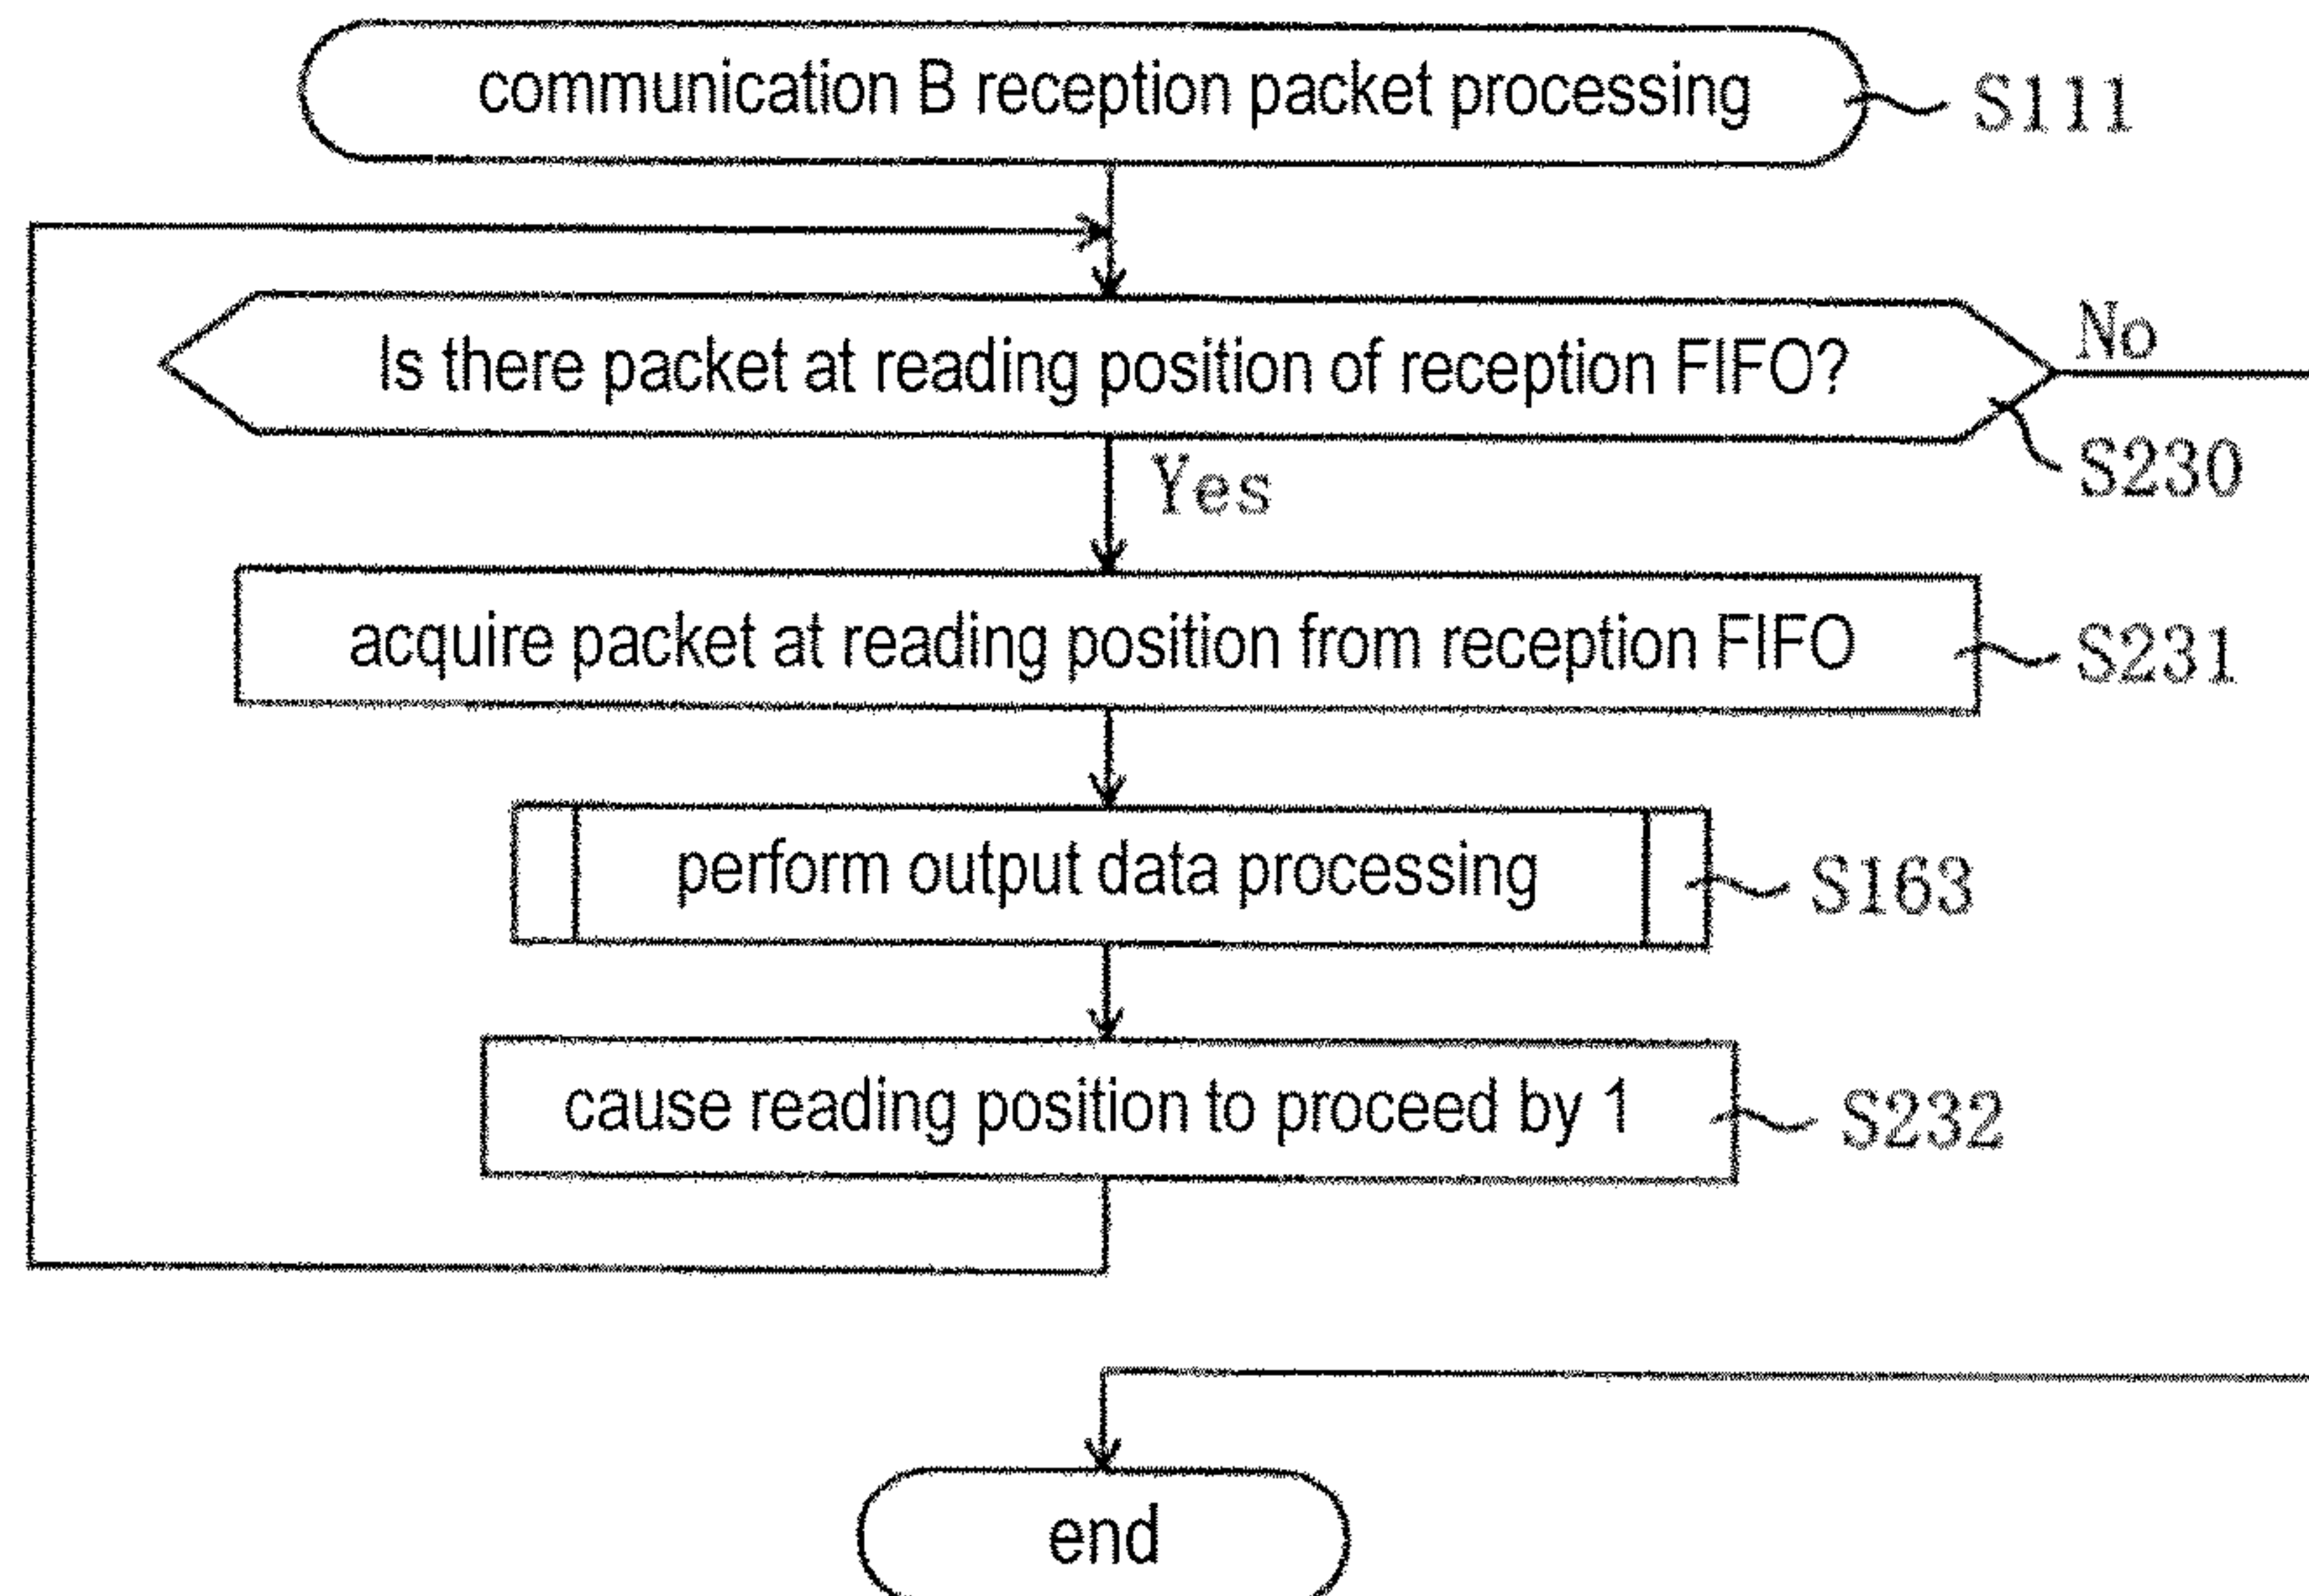 communication B reception packet processing
S111
Is there packet at reading position of reception FIFO?
No
S230
Yes
acquire packet at reading position from reception FIFO
S231
perform output data processing
S163
cause reading position to proceed by 1
S232
end